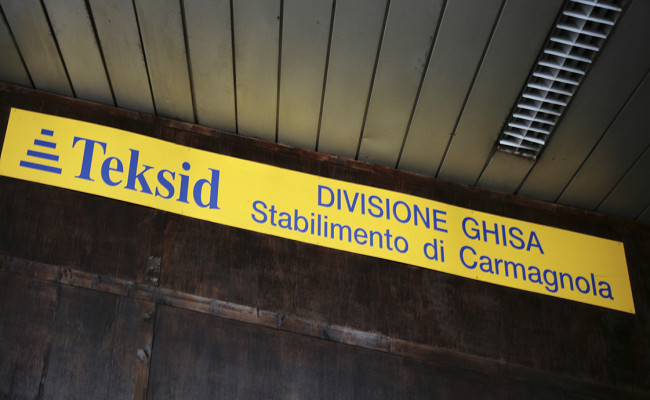 Teksid
DIVISIONE GHISA
Stabilimento di Carmagnola